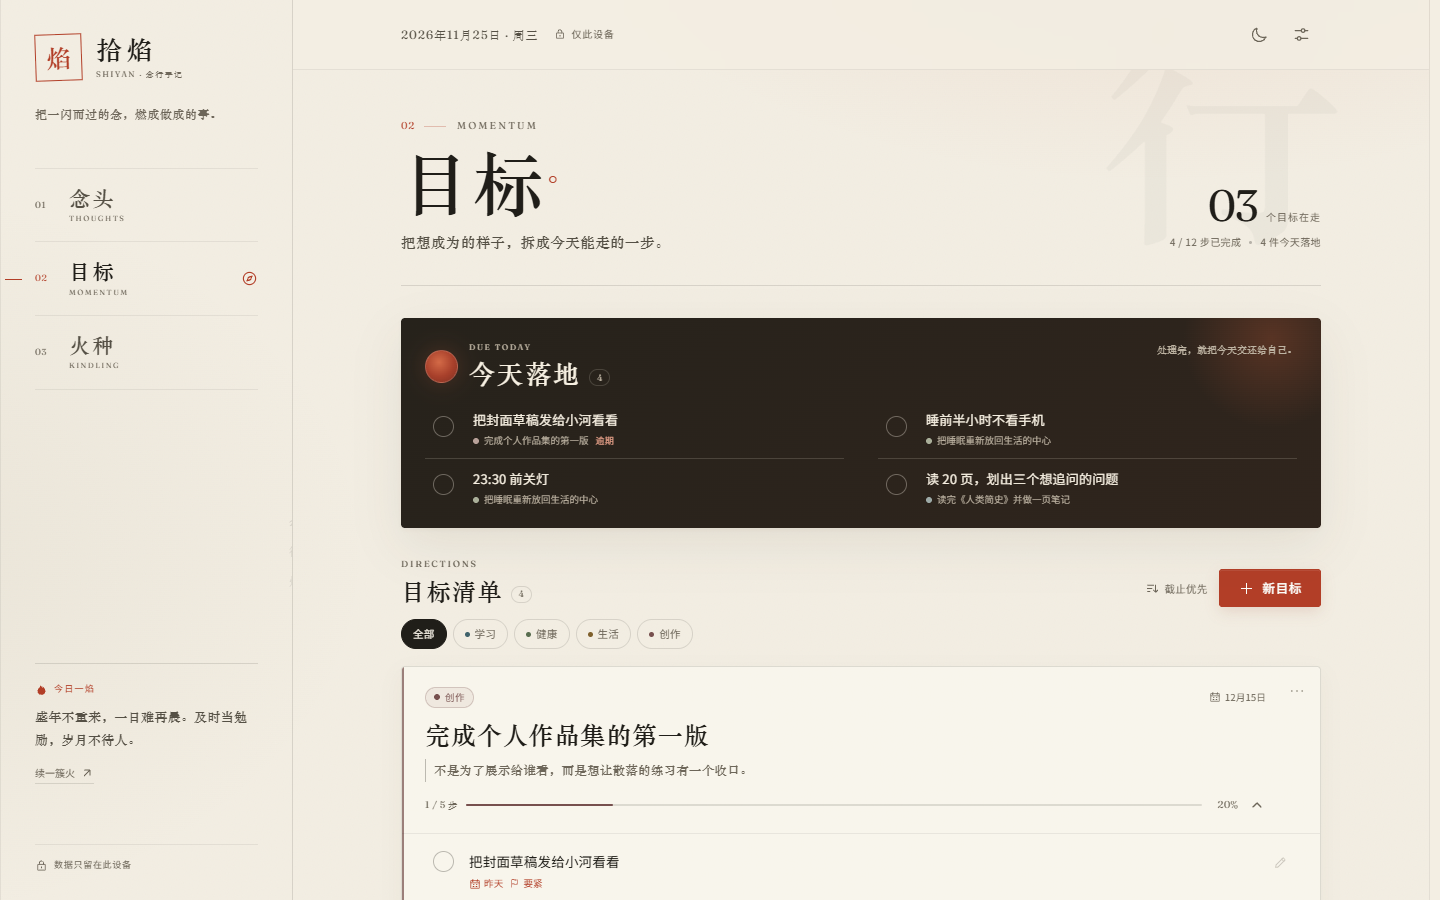 焰
拾焰
SHIYAN · 念行手记
把一闪而过的念，燃成做成的事。
01 念头
THOUGHTS
02 目标
MOMENTUM
03 火种
KINDLING
今日一焰
盛年不重来，一日难再晨。及时当勉
励，岁月不待人。
续一簇火
数据只留在此设备
2026年11月25日 · 周三
仅此设备
行
02 MOMENTUM
目标
把想成为的样子，拆成今天能走的一步。
03 个目标在走
4 / 12 步已完成 • 4 件今天落地
DUE TODAY
今天落地 4
处理完，就把今天交还给自己。
把封面草稿发给小河看看
完成个人作品集的第一版 逾期
睡前半小时不看手机
把睡眠重新放回生活的中心
23:30 前关灯
把睡眠重新放回生活的中心
读 20 页，划出三个想追问的问题
读完《人类简史》并做一页笔记
DIRECTIONS
目标清单 4
截止优先
新目标
全部 学习 健康 生活 创作
创作
12月15日
完成个人作品集的第一版
不是为了展示给谁看，而是想让散落的练习有一个收口。
1 / 5 步
20%
把封面草稿发给小河看看
昨天 要紧